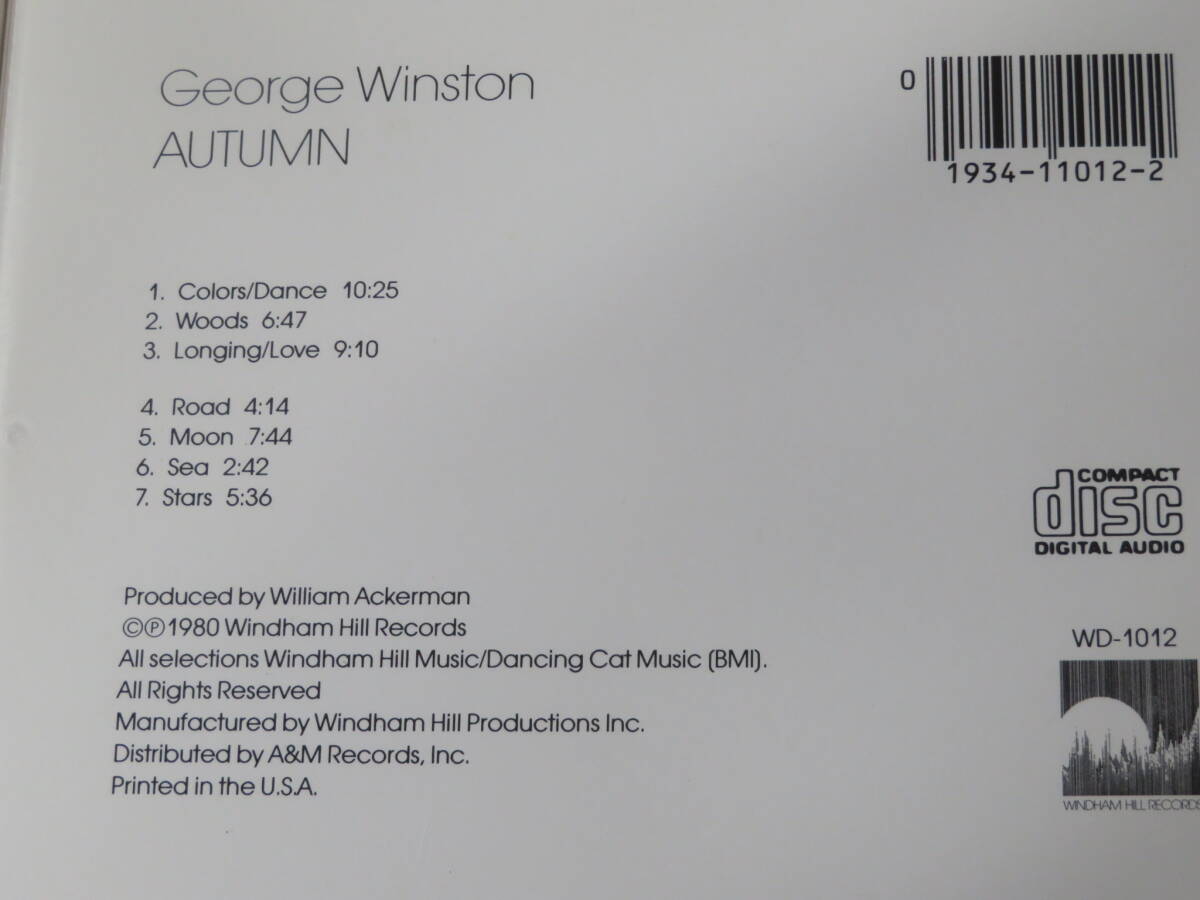 George Winston
AUTUMN
0
1934-11012-2
1. Colors/Dance 10:25
2. Woods 6:47
3. Longing/Love 9:10
4. Road 4:14
5. Moon 7:44
6. Sea 2:42
7. Stars 5:36
COMPACT
disc
DIGITAL AUDIO
Produced by William Ackerman
©℗1980 Windham Hill Records
All selections Windham Hill Music/Dancing Cat Music (BMI).
All Rights Reserved
Manufactured by Windham Hill Productions Inc.
Distributed by A&M Records, Inc.
Printed in the U.S.A.
WD-1012
WINDHAM HILL RECORDS